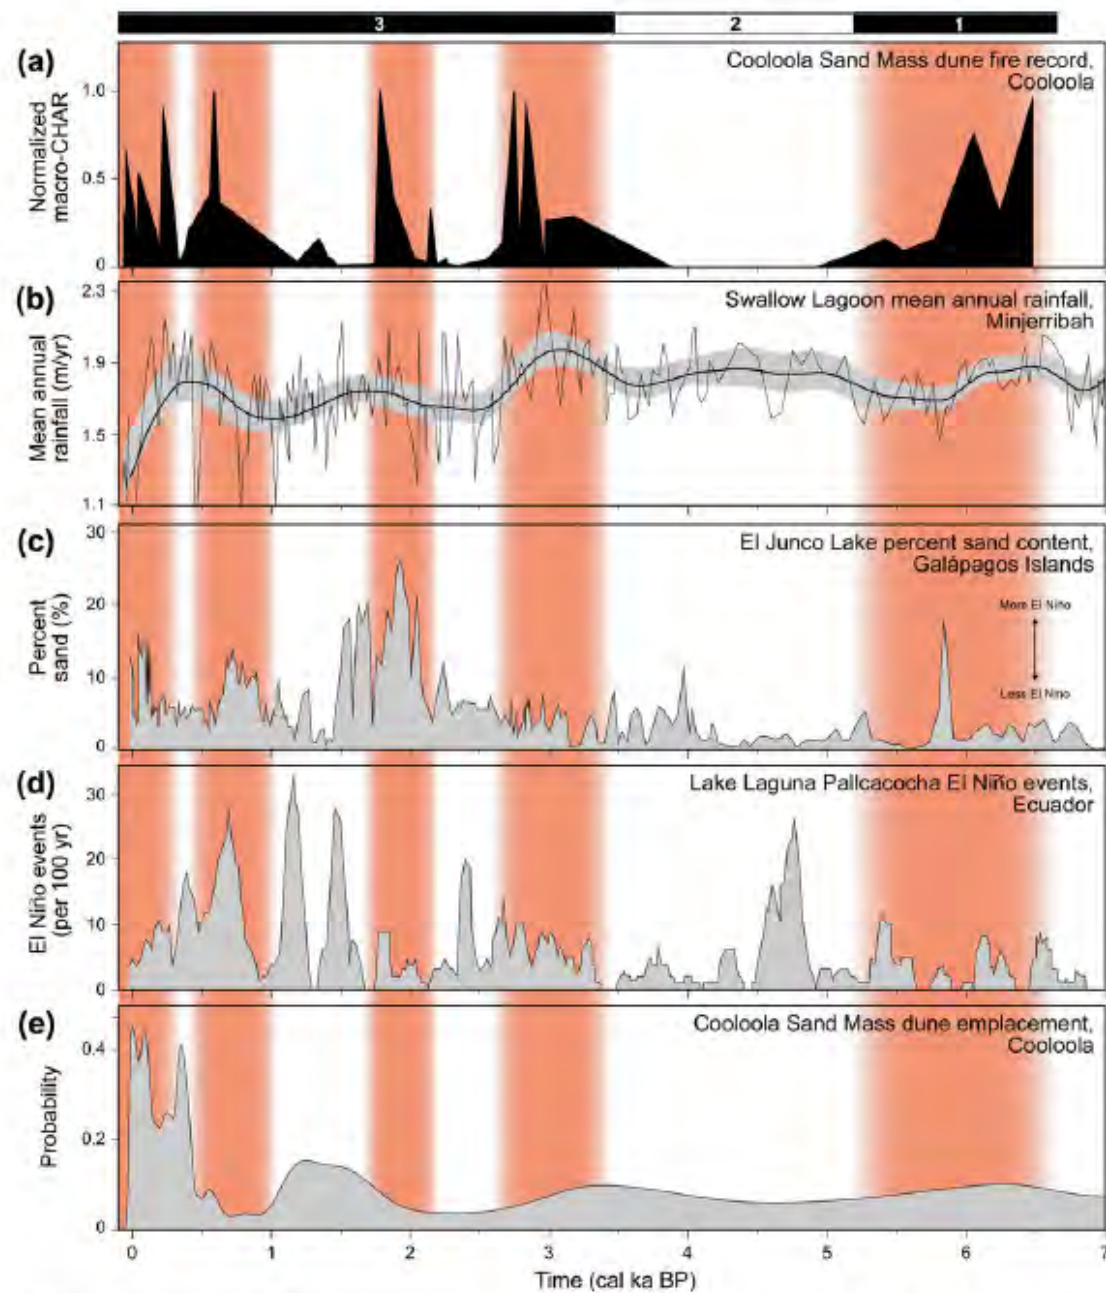 3 2 1
(a)
Cooloola Sand Mass dune fire record,
Cooloola
Normalized
macro-CHAR
1.0
0.5
0
(b)
Swallow Lagoon mean annual rainfall,
Minjerribah
Mean annual
rainfall (m/yr)
2.3
1.9
1.5
1.1
(c)
El Junco Lake percent sand content,
Galápagos Islands
Percent
sand (%)
30
20
10
0
More El Niño
Less El Nino
(d)
Lake Laguna Pallcacocha El Niño events,
Ecuador
El Niño events
(per 100 yr)
30
20
10
0
(e)
Cooloola Sand Mass dune emplacement,
Cooloola
Probability
0.4
0.2
0
0 1 2 3 4 5 6 7
Time (cal ka BP)